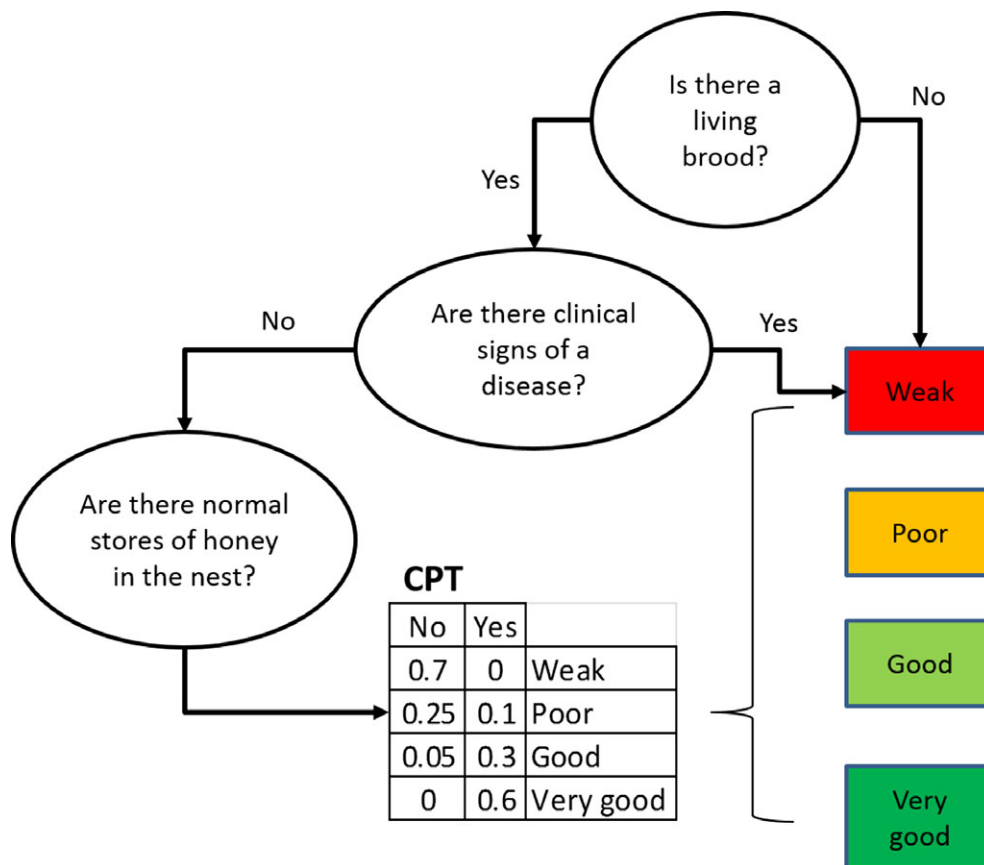 Is there a
living
brood?
No
Yes
Are there clinical
signs of a
disease?
No
Yes
Weak
Are there normal
stores of honey
in the nest?
Poor
CPT
No Yes
0.7 0 Weak
0.25 0.1 Poor
0.05 0.3 Good
0 0.6 Very good
Good
Very
good